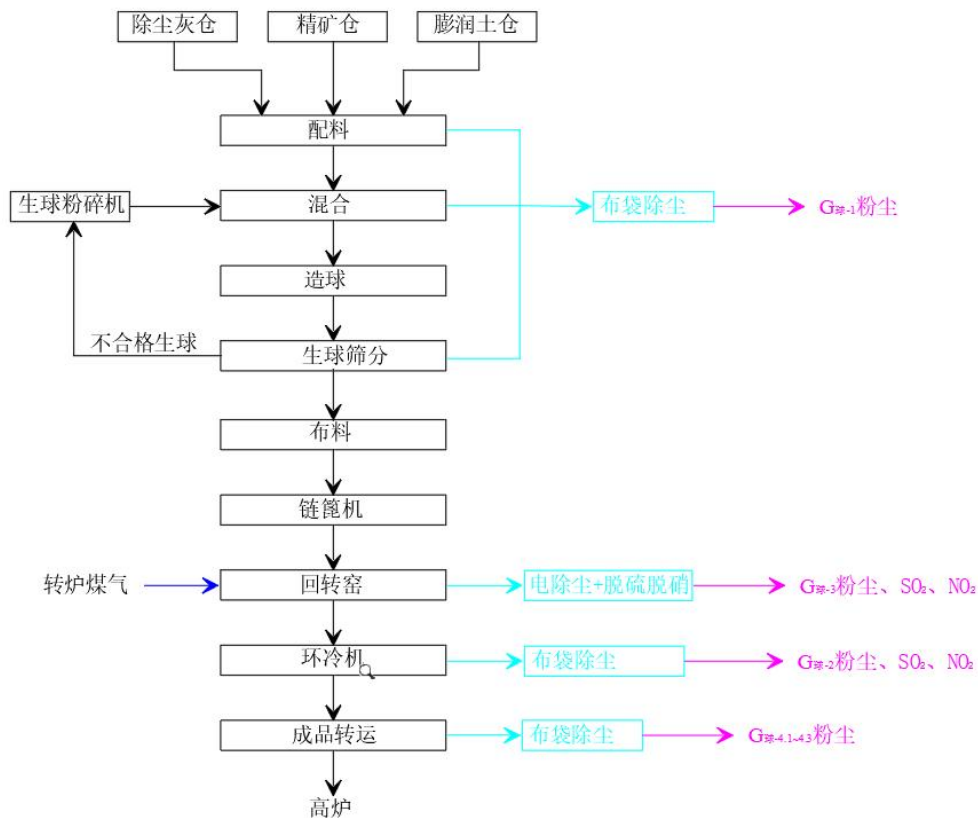 除尘灰仓
精矿仓
膨润土仓
配料
生球粉碎机
混合
布袋除尘
G球-1粉尘
造球
不合格生球
生球筛分
布料
链篦机
转炉煤气
回转窑
电除尘+脱硫脱硝
G球-3粉尘、SO₂、NO₂
环冷机
布袋除尘
G球-2粉尘、SO₂、NO₂
成品转运
布袋除尘
G球-4.1~4.3粉尘
高炉